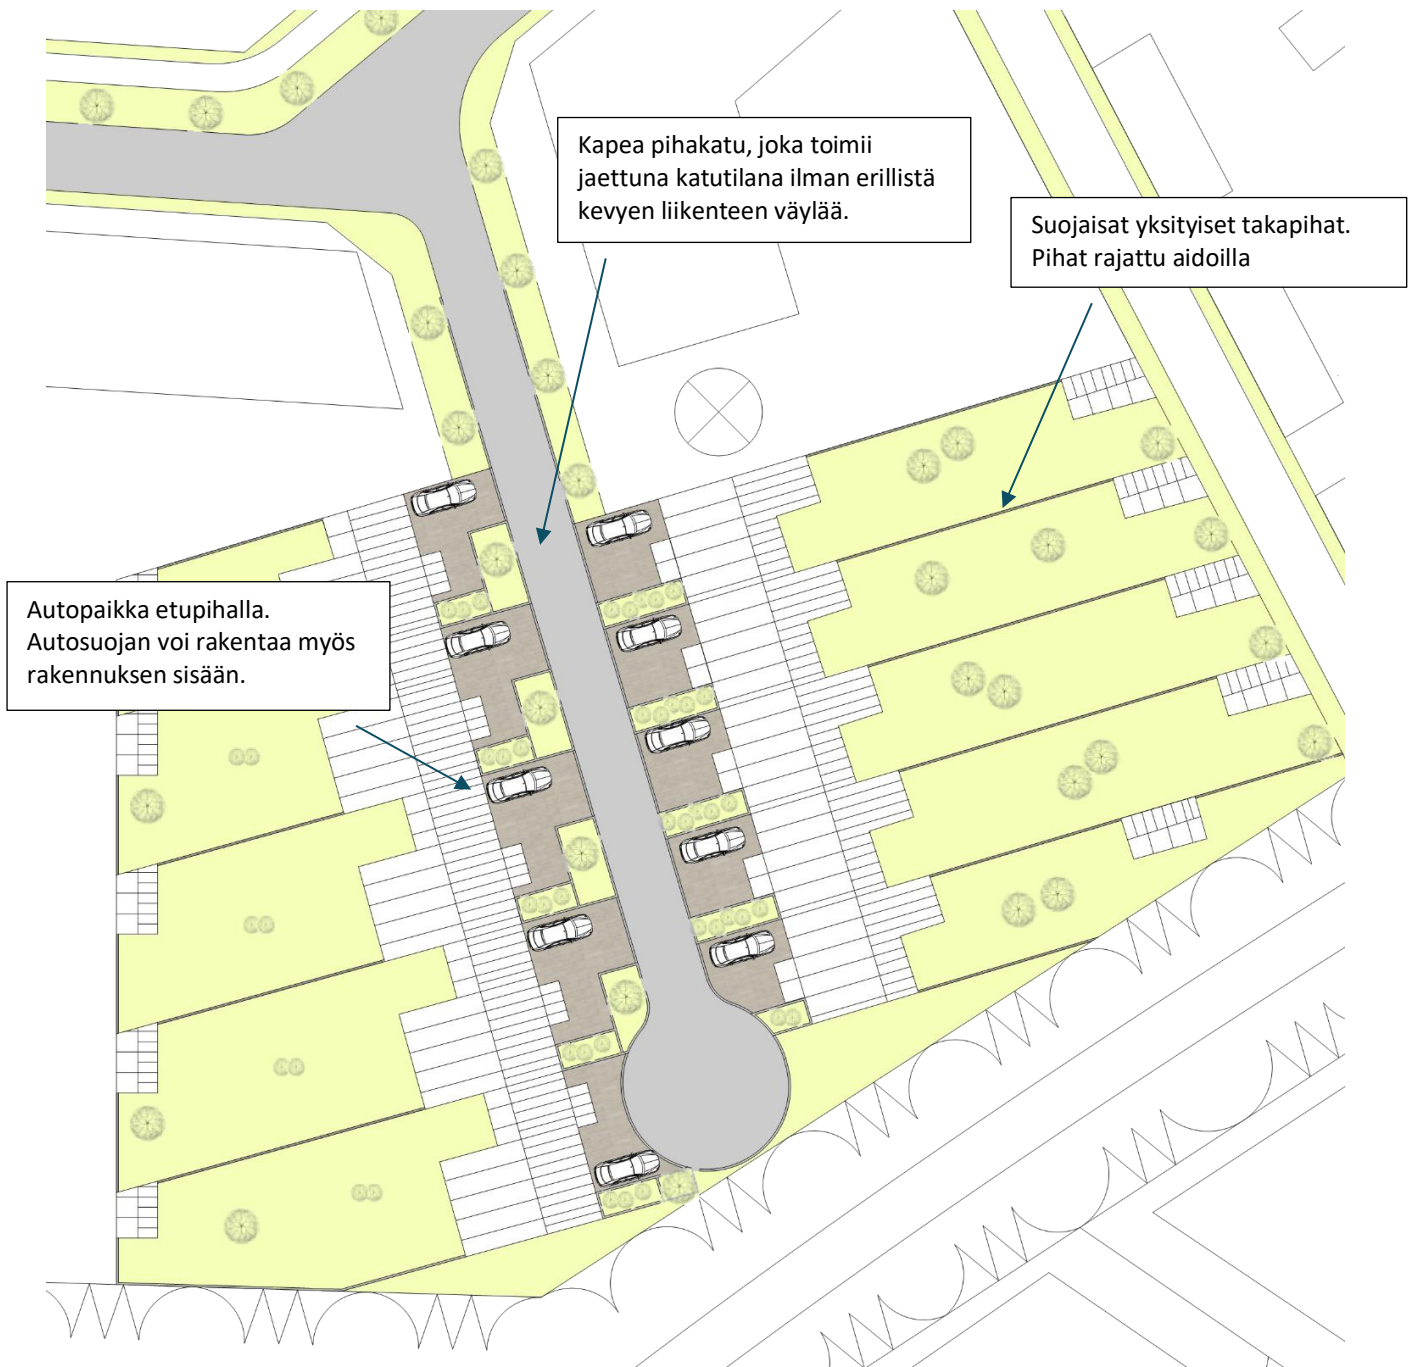 Kapea pihakatu, joka toimii
jaettuna katutilana ilman erillistä
kevyen liikenteen väylää.
Suojaisat yksityiset takapihat.
Pihat rajattu aidoilla
Autopaikka etupihalla.
Autosuojan voi rakentaa myös
rakennuksen sisään.